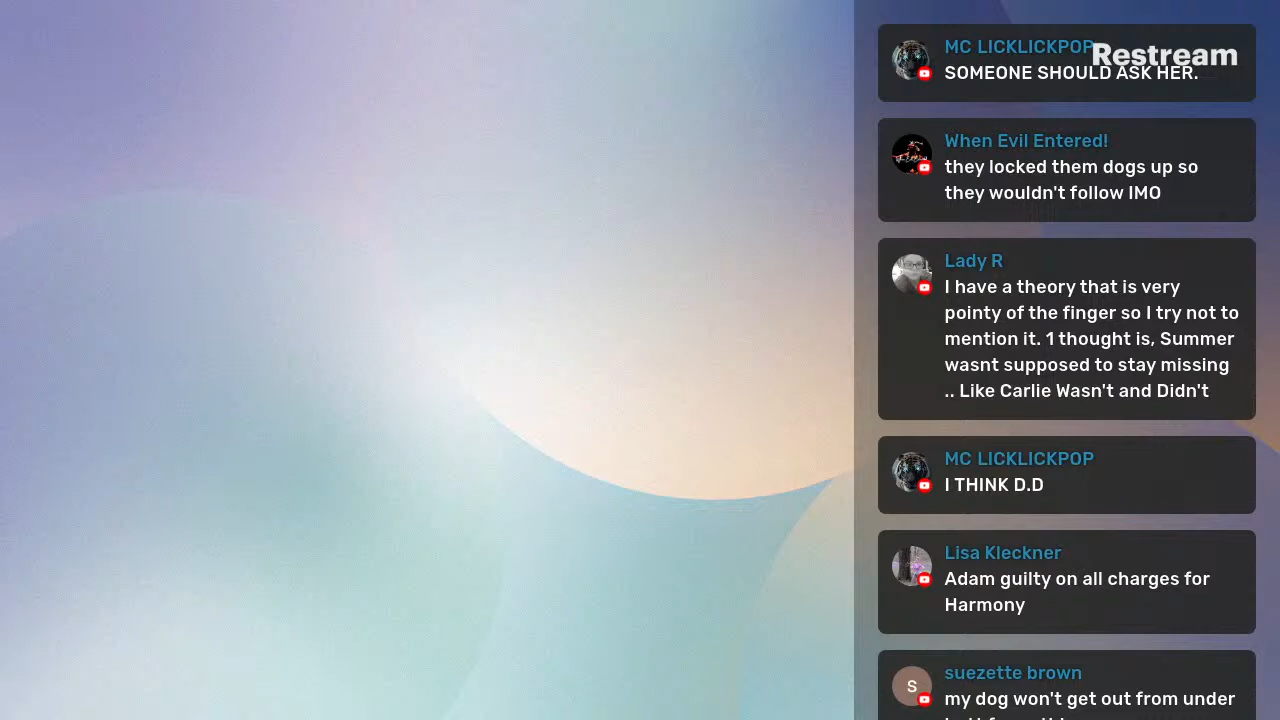 MC LICKLICKPOP
Restream
SOMEONE SHOULD ASK HER.
When Evil Entered!
they locked them dogs up so
they wouldn't follow IMO
Lady R
I have a theory that is very
pointy of the finger so I try not to
mention it. 1 thought is, Summer
wasnt supposed to stay missing
.. Like Carlie Wasn't and Didn't
MC LICKLICKPOP
I THINK D.D
Lisa Kleckner
Adam guilty on all charges for
Harmony
S
suezette brown
my dog won't get out from under